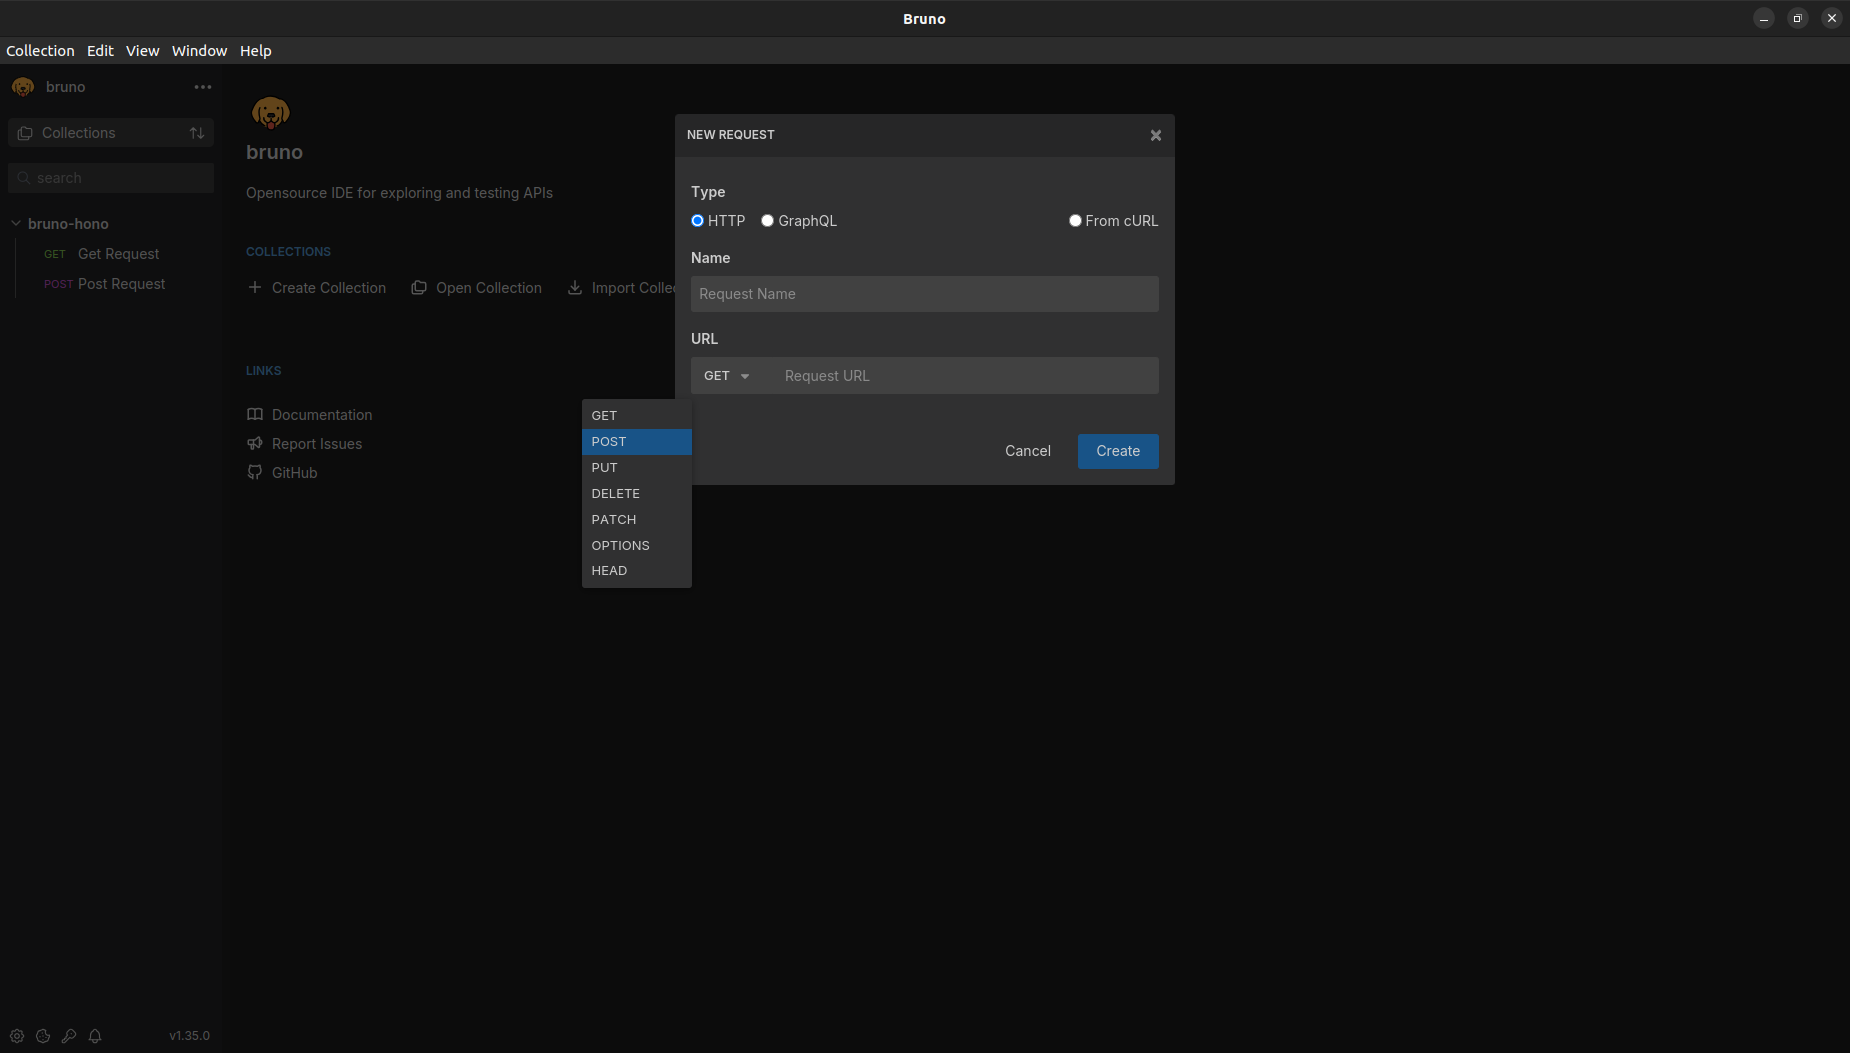 Bruno
Collection Edit View Window Help
bruno
Collections
search
bruno-hono
GET Get Request
POST Post Request
bruno
Opensource IDE for exploring and testing APIs
COLLECTIONS
Create Collection Open Collection Import Collec
LINKS
Documentation
Report Issues
GitHub
NEW REQUEST
Type
HTTP GraphQL From cURL
Name
Request Name
URL
GET Request URL
GET
POST
PUT
DELETE
PATCH
OPTIONS
HEAD
Cancel Create
v1.35.0